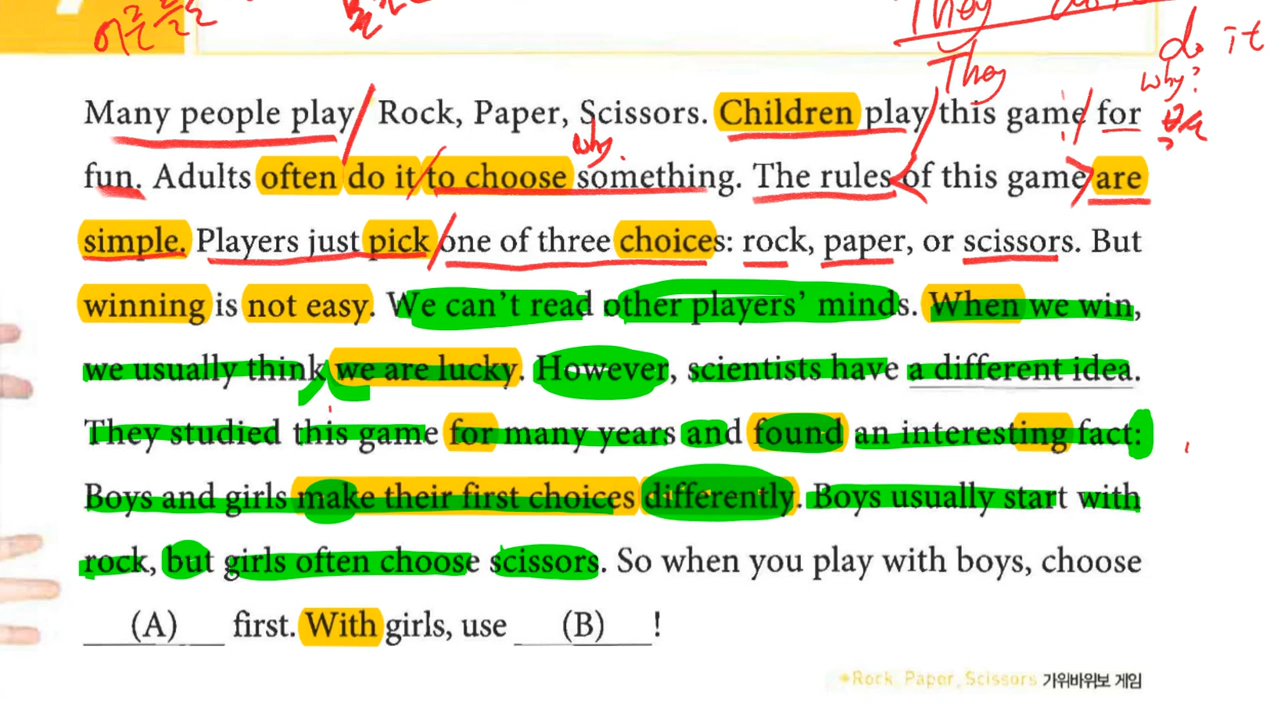 They
do it
They
why?
Many people play / Rock, Paper, Scissors. Children play / this game / for
why.
fun. Adults often do it / to choose something. The rules of this game are
simple. Players just pick / one of three choices: rock, paper, or scissors. But
winning is not easy. We can't read other players' minds. When we win,
we usually think we are lucky. However, scientists have a different idea.
They studied this game for many years and found an interesting fact:
Boys and girls make their first choices differently. Boys usually start with
rock, but girls often choose scissors. So when you play with boys, choose
(A) first. With girls, use (B) !
*Rock, Paper, Scissors 가위바위보 게임